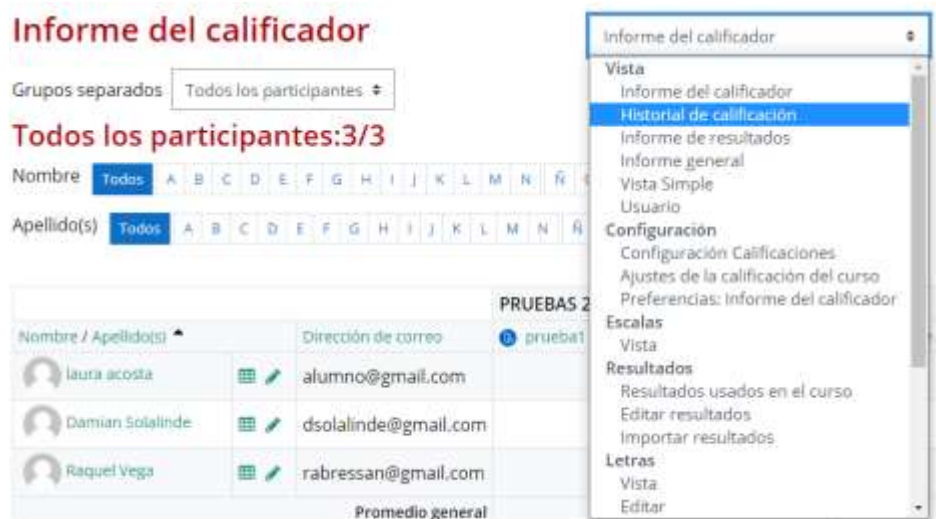 Informe del calificador
Informe del calificador
Grupos separados Todos los participantes
Todos los participantes:3/3
Nombre Todos A B C D E F G H I J K L M N Ñ
Apellido(s) Todos A B C D E F G H I J K L M N Ñ
PRUEBAS 2
Nombre / Apellido(s) Dirección de correo prueba1
laura acosta alumno@gmail.com
Damian Solalinde dsolalinde@gmail.com
Raquel Vega rabressan@gmail.com
Promedio general
Vista
Informe del calificador
Historial de calificación
Informe de resultados
Informe general
Vista Simple
Usuario
Configuración
Configuración Calificaciones
Ajustes de la calificación del curso
Preferencias: Informe del calificador
Escalas
Vista
Resultados
Resultados usados en el curso
Editar resultados
Importar resultados
Letras
Vista
Editar